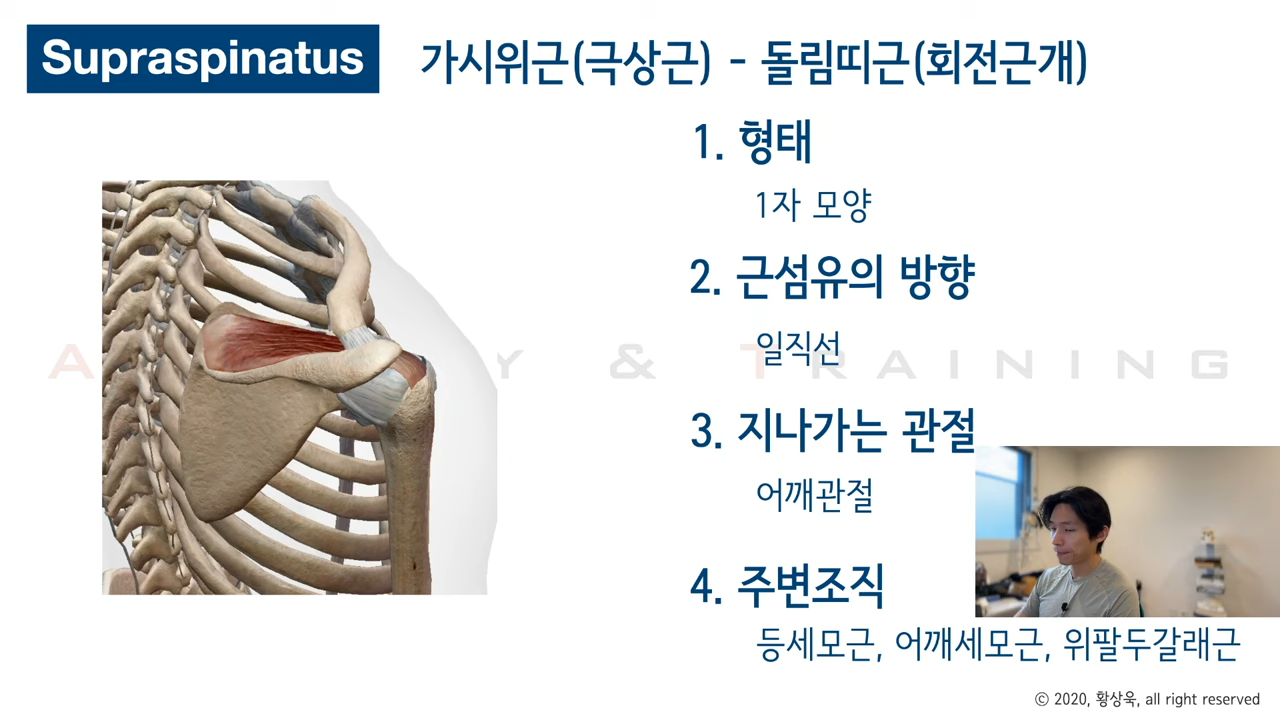 Supraspinatus 가시위근(극상근) - 돌림띠근(회전근개)
1. 형태
1자 모양
2. 근섬유의 방향
일직선
A Y & TRAINING
3. 지나가는 관절
어깨관절
4. 주변조직
등세모근, 어깨세모근, 위팔두갈래근
© 2020, 황상욱, all right reserved